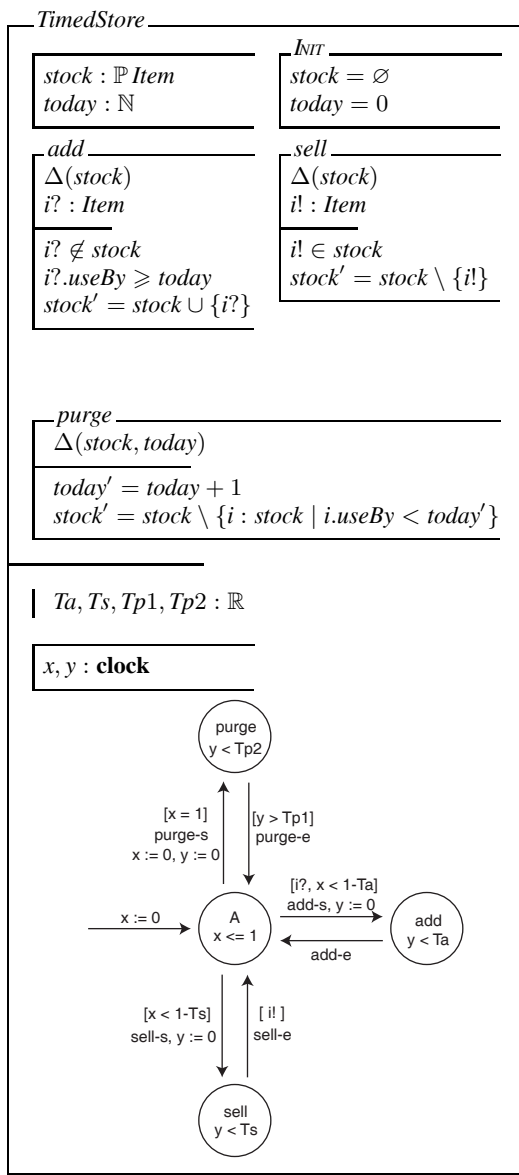 TimedStore
stock : ℙ Item
today : ℕ
INIT
stock = ∅
today = 0
add
Δ(stock)
i? : Item
i? ∉ stock
i?.useBy ⩾ today
stock′ = stock ∪ {i?}
sell
Δ(stock)
i! : Item
i! ∈ stock
stock′ = stock \ {i!}
purge
Δ(stock, today)
today′ = today + 1
stock′ = stock \ {i : stock | i.useBy < today′}
Ta, Ts, Tp1, Tp2 : ℝ
x, y : clock
purge
y < Tp2
[x = 1]
purge-s
x := 0, y := 0
[y > Tp1]
purge-e
x := 0
A
x <= 1
[i?, x < 1-Ta]
add-s, y := 0
add-e
add
y < Ta
[x < 1-Ts]
sell-s, y := 0
[ i! ]
sell-e
sell
y < Ts